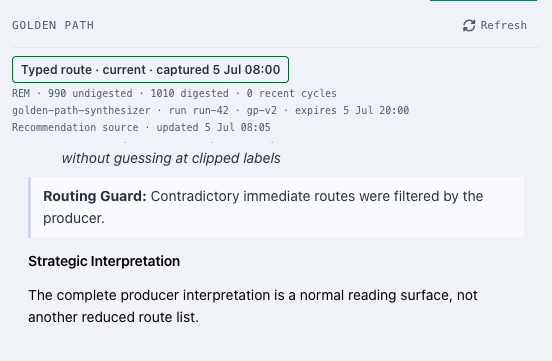 GOLDEN PATH
Refresh
Typed route · current · captured 5 Jul 08:00
REM · 990 undigested · 1010 digested · 0 recent cycles
golden-path-synthesizer · run run-42 · gp-v2 · expires 5 Jul 20:00
Recommendation source · updated 5 Jul 08:05
without guessing at clipped labels
Routing Guard: Contradictory immediate routes were filtered by the
producer.
Strategic Interpretation
The complete producer interpretation is a normal reading surface, not
another reduced route list.